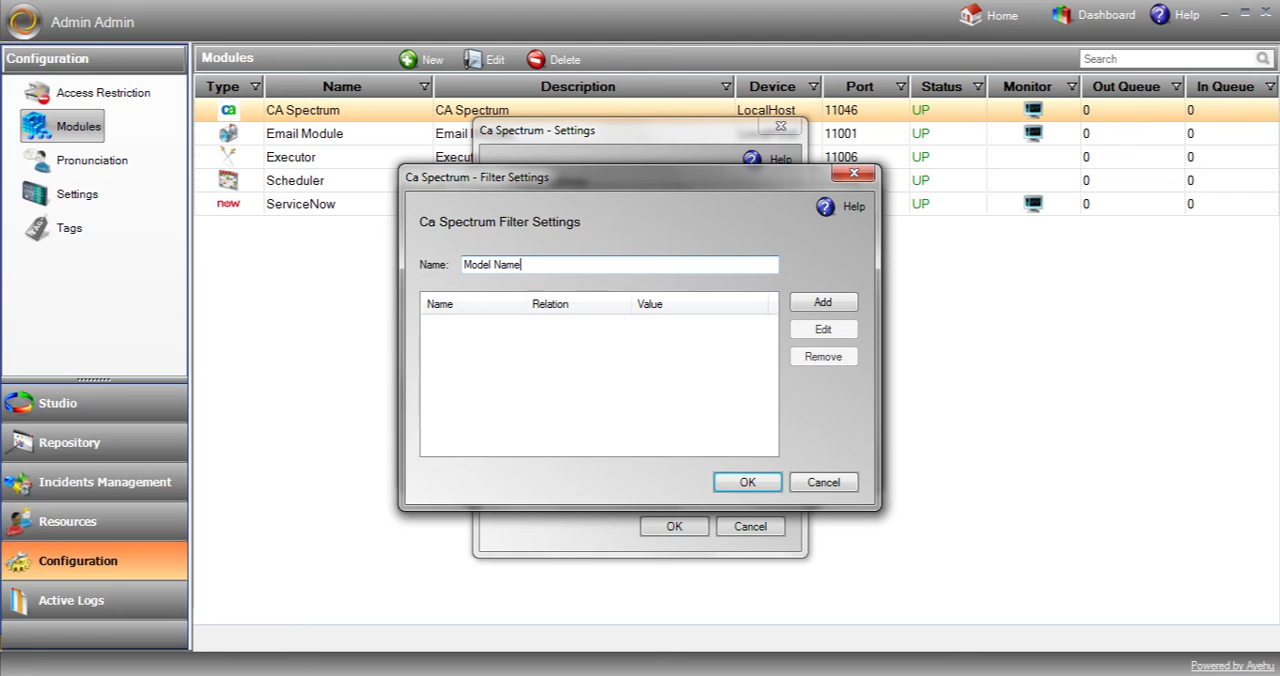 Admin Admin
Home
Dashboard
Help
Configuration
Modules
New
Edit
Delete
Search
Type
Name
Description
Device
Port
Status
Monitor
Out Queue
In Queue
Access Restriction
Modules
Pronunciation
Settings
Tags
ca
CA Spectrum
CA Spectrum
LocalHost
11046
UP
0
0
Email Module
Email
11001
UP
0
0
Executor
11006
UP
0
0
Scheduler
UP
0
0
now
ServiceNow
UP
0
0
CA Spectrum - Settings
Help
Ca Spectrum - Filter Settings
Help
Ca Spectrum Filter Settings
Name:
Model Name
Name
Relation
Value
Add
Edit
Remove
OK
Cancel
OK
Cancel
Studio
Repository
Incidents Management
Resources
Configuration
Active Logs
Powered by Ayehu